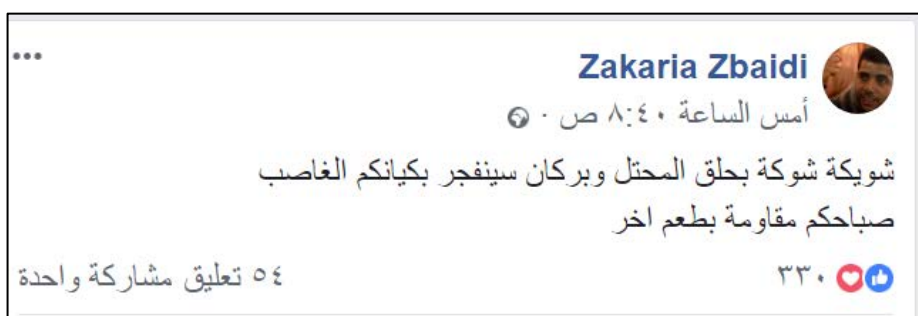 Zakaria Zbaidi
أمس الساعة ٨:٤٠ ص ·
شويكة شوكة بحلق المحتل وبركان سينفجر بكيانكم الغاصب
صباحكم مقاومة بطعم اخر
٣٣٠
٥٤ تعليق مشاركة واحدة